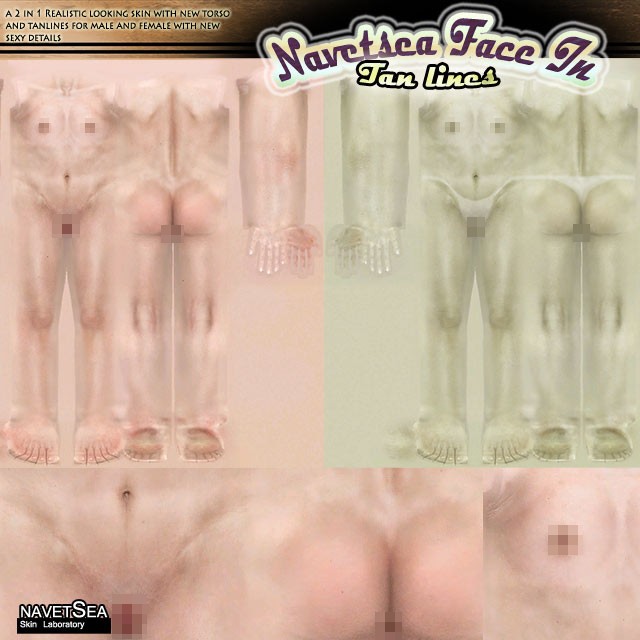 A 2 IN 1 REALISTIC LOOKING SKIN WITH NEW TORSO
AND TANLINES FOR MALE AND FEMALE WITH NEW
SEXY DETAILS
Navetsea Face In
Tan lines
NAVETSEA
Skin Laboratory